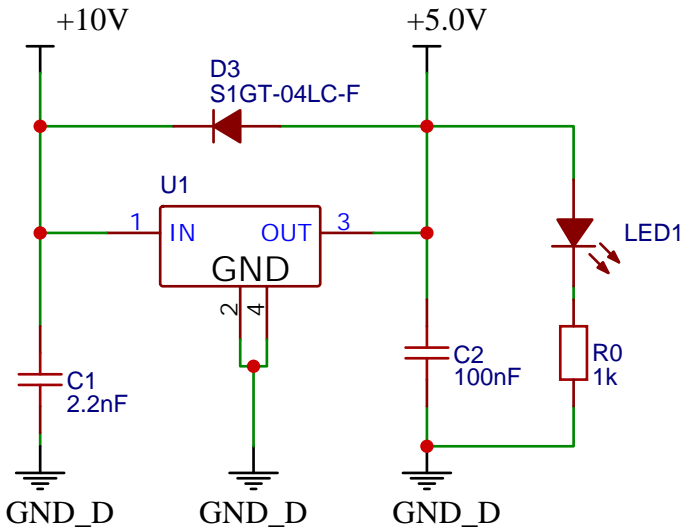 +10V
+5.0V
D3
S1GT-04LC-F
U1
1
IN
OUT
3
GND
2
4
LED1
C1
2.2nF
C2
100nF
R0
1k
GND_D
GND_D
GND_D